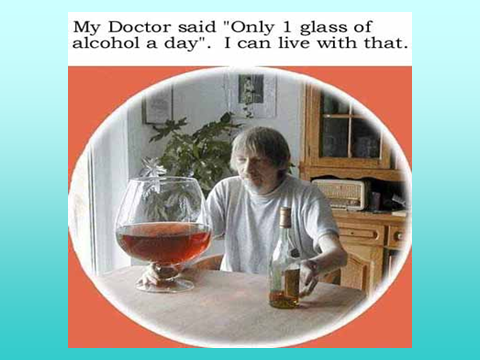 My Doctor said "Only 1 glass of
alcohol a day". I can live with that.